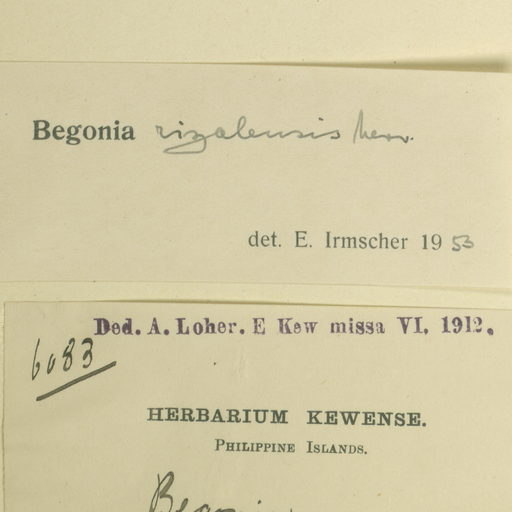 Begonia rizalensis Merr.
det. E. Irmscher 1953
Ded. A. Loher. E Kew missa VI. 1912.
6083
HERBARIUM KEWENSE.
PHILIPPINE ISLANDS.